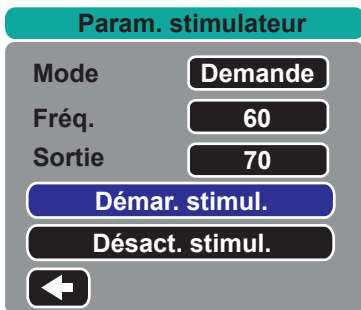 Param. stimulateur
Mode Demande
Fréq. 60
Sortie 70
Démar. stimul.
Désact. stimul.